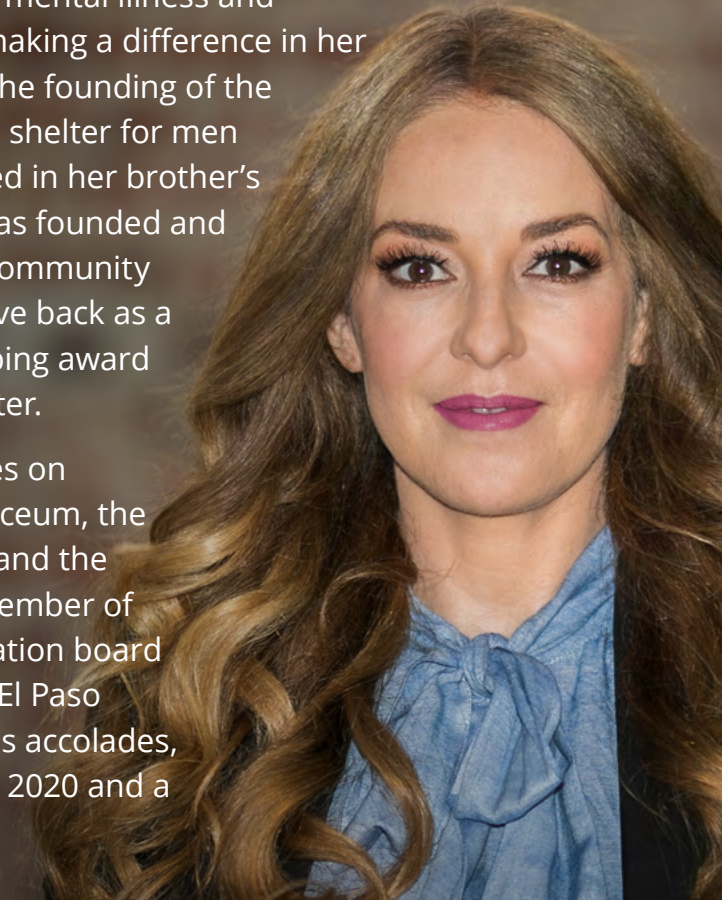 mental illness and
making a difference in her
he founding of the
shelter for men
ed in her brother’s
as founded and
ommunity
ve back as a
ping award
ter.
es on
ceum, the
and the
ember of
ation board
El Paso
s accolades,
2020 and a